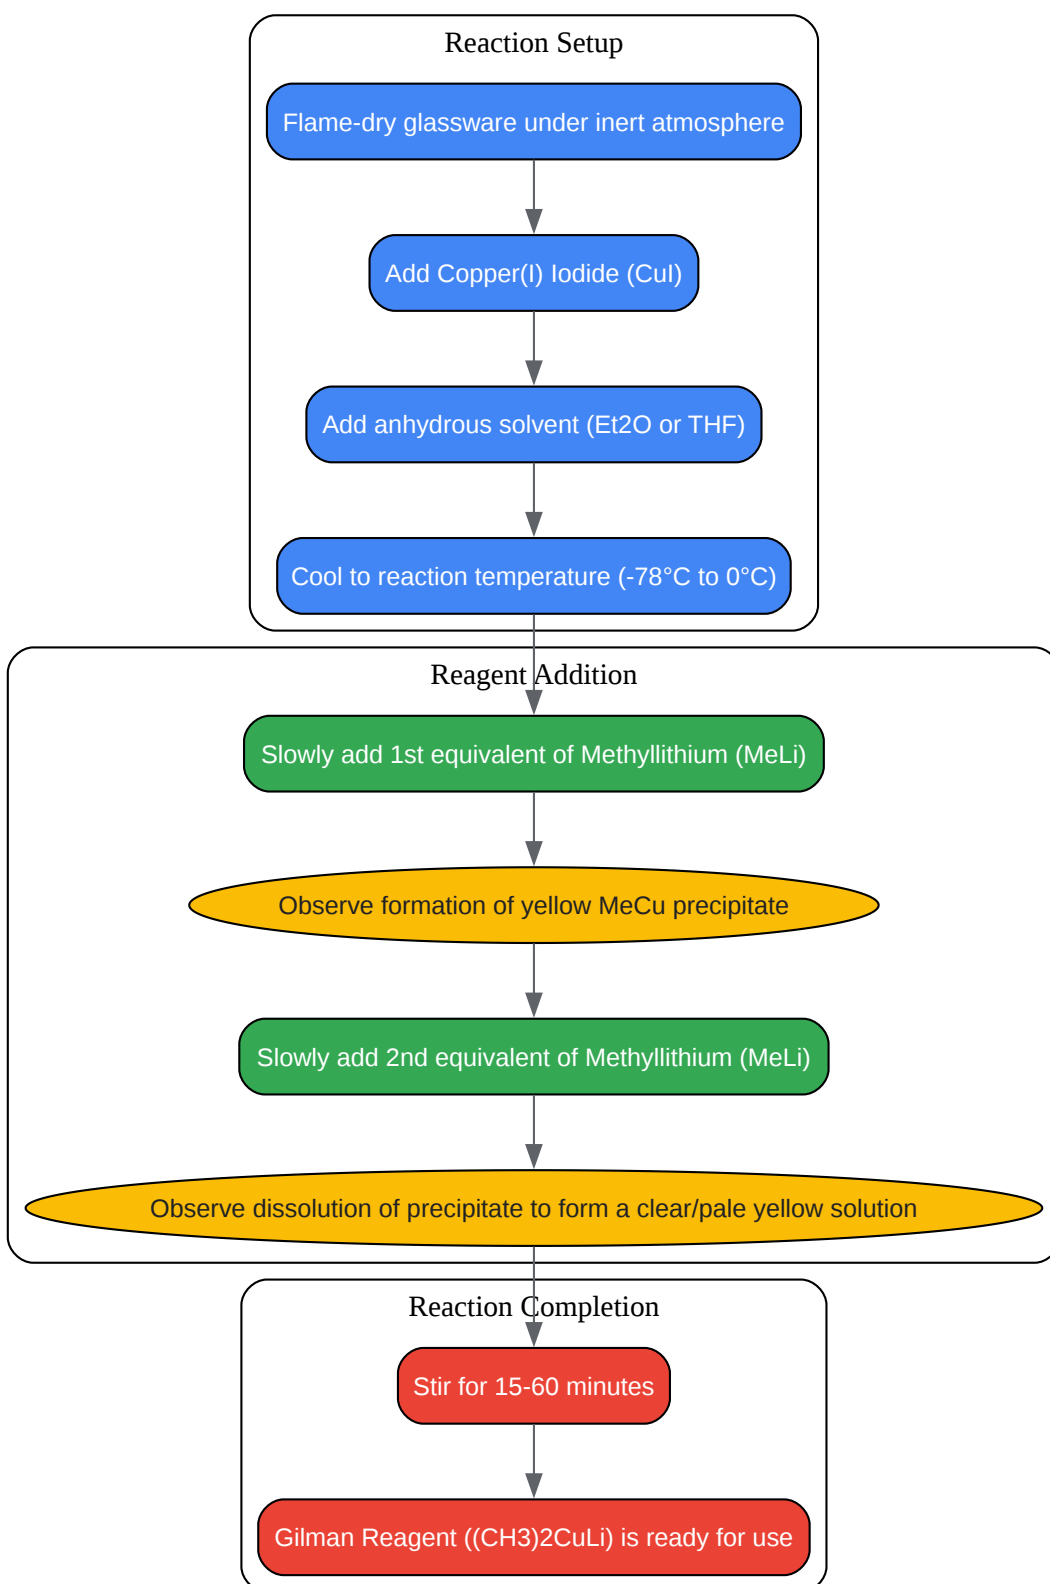 Reaction Setup
Flame-dry glassware under inert atmosphere
Add Copper(I) Iodide (CuI)
Add anhydrous solvent (Et2O or THF)
Cool to reaction temperature (-78°C to 0°C)
Reagent Addition
Slowly add 1st equivalent of Methyllithium (MeLi)
Observe formation of yellow MeCu precipitate
Slowly add 2nd equivalent of Methyllithium (MeLi)
Observe dissolution of precipitate to form a clear/pale yellow solution
Reaction Completion
Stir for 15-60 minutes
Gilman Reagent ((CH3)2CuLi) is ready for use